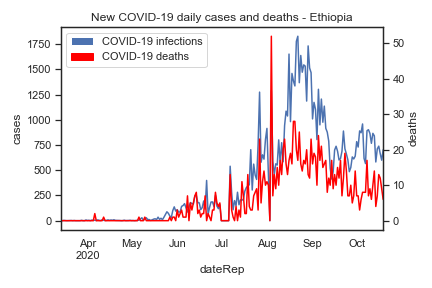 New COVID-19 daily cases and deaths - Ethiopia
COVID-19 infections
COVID-19 deaths
1750
1500
1250
1000
750
500
250
0
cases
50
40
30
20
10
0
deaths
Apr
2020
May
Jun
Jul
Aug
Sep
Oct
dateRep